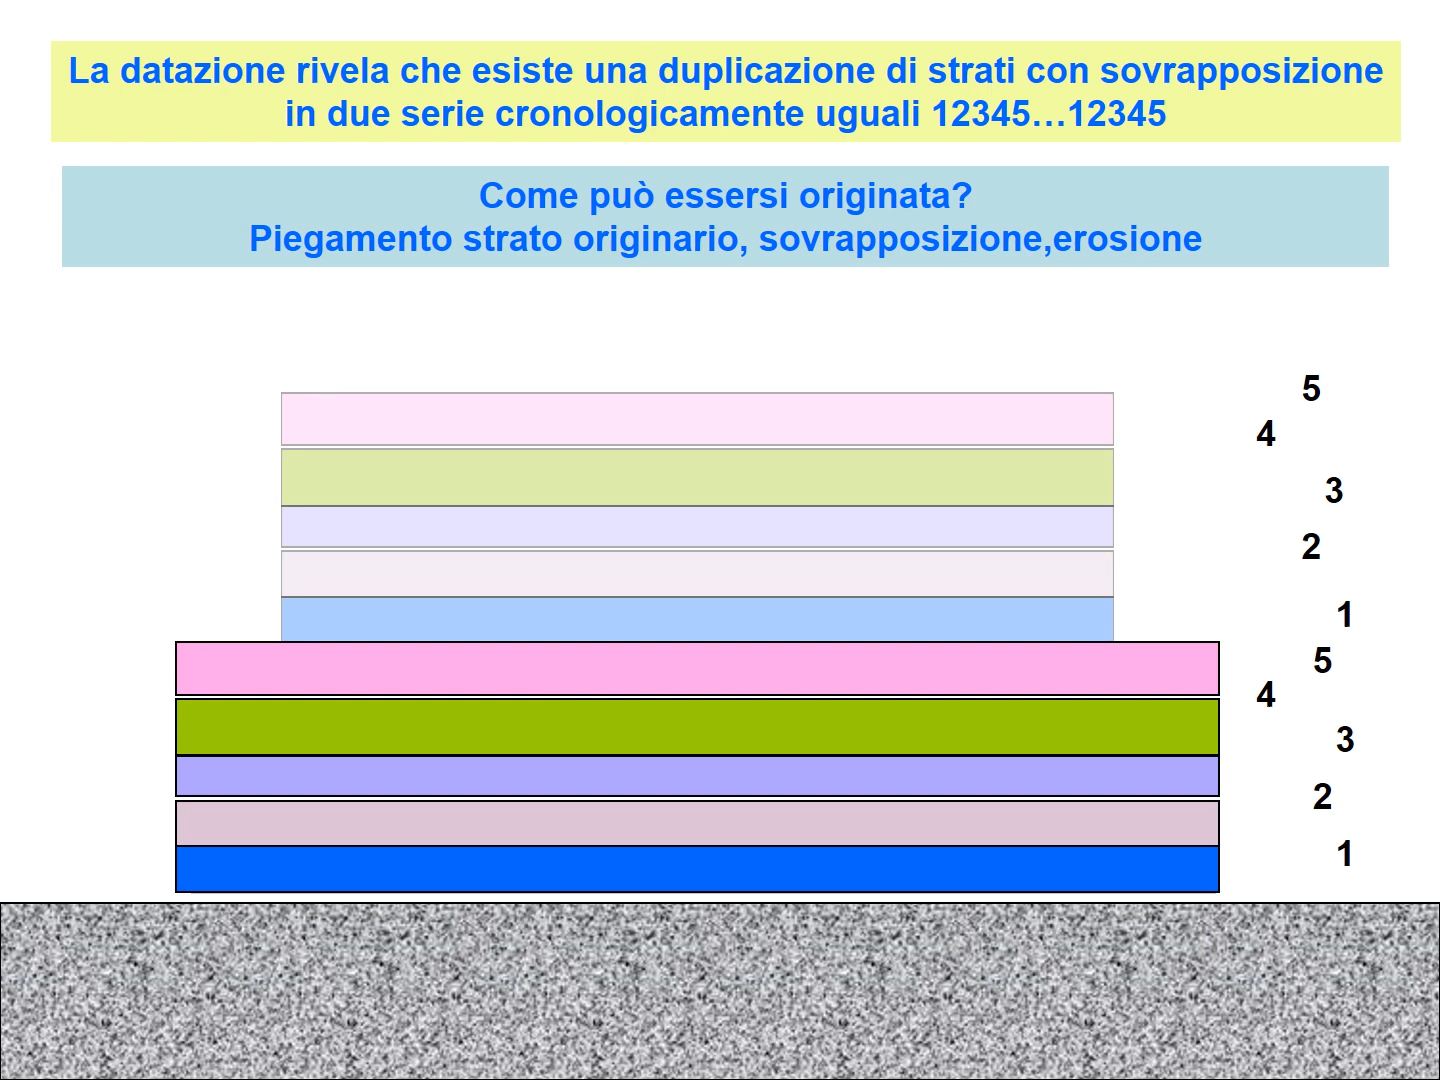 La datazione rivela che esiste una duplicazione di strati con sovrapposizione
in due serie cronologicamente uguali 12345…12345
Come può essersi originata?
Piegamento strato originario, sovrapposizione,erosione
5
4
3
2
1
5
4
3
2
1